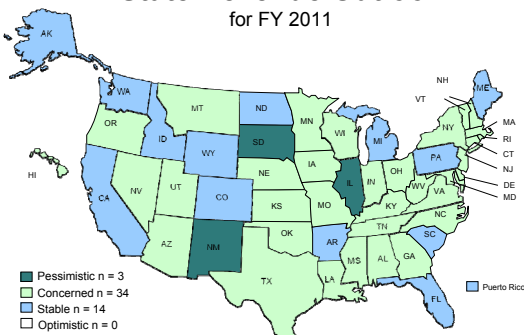 for FY 2011
AK
WA
OR
CA
ID
NV
MT
WY
UT
AZ
CO
NM
ND
SD
NE
KS
OK
TX
MN
IA
MO
AR
LA
WI
IL
MI
IN
OH
KY
TN
MS
AL
GA
FL
SC
NC
VA
WV
PA
NY
ME
VT
NH
MA
RI
CT
NJ
DE
MD
HI
Pessimistic n = 3
Concerned n = 34
Stable n = 14
Optimistic n = 0
Puerto Rico